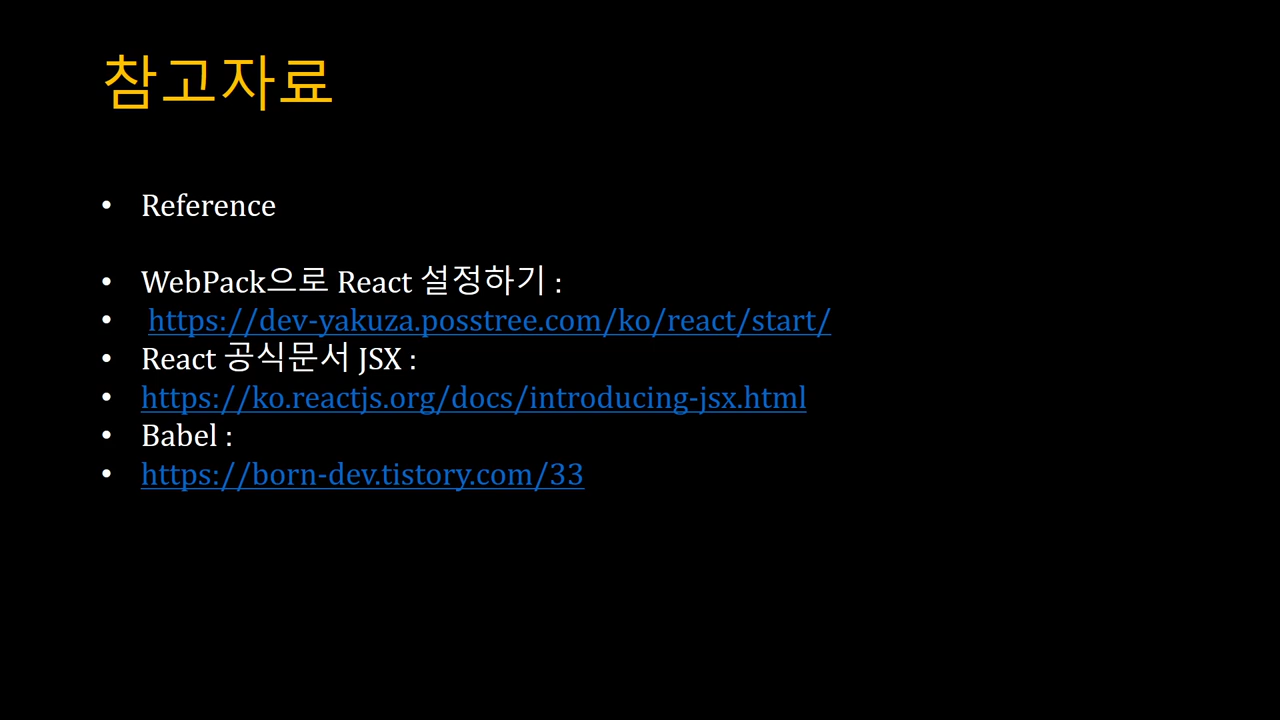 참고자료
• Reference
• WebPack으로 React 설정하기 :
• https://dev-yakuza.posstree.com/ko/react/start/
• React 공식문서 JSX :
• https://ko.reactjs.org/docs/introducing-jsx.html
• Babel :
• https://born-dev.tistory.com/33